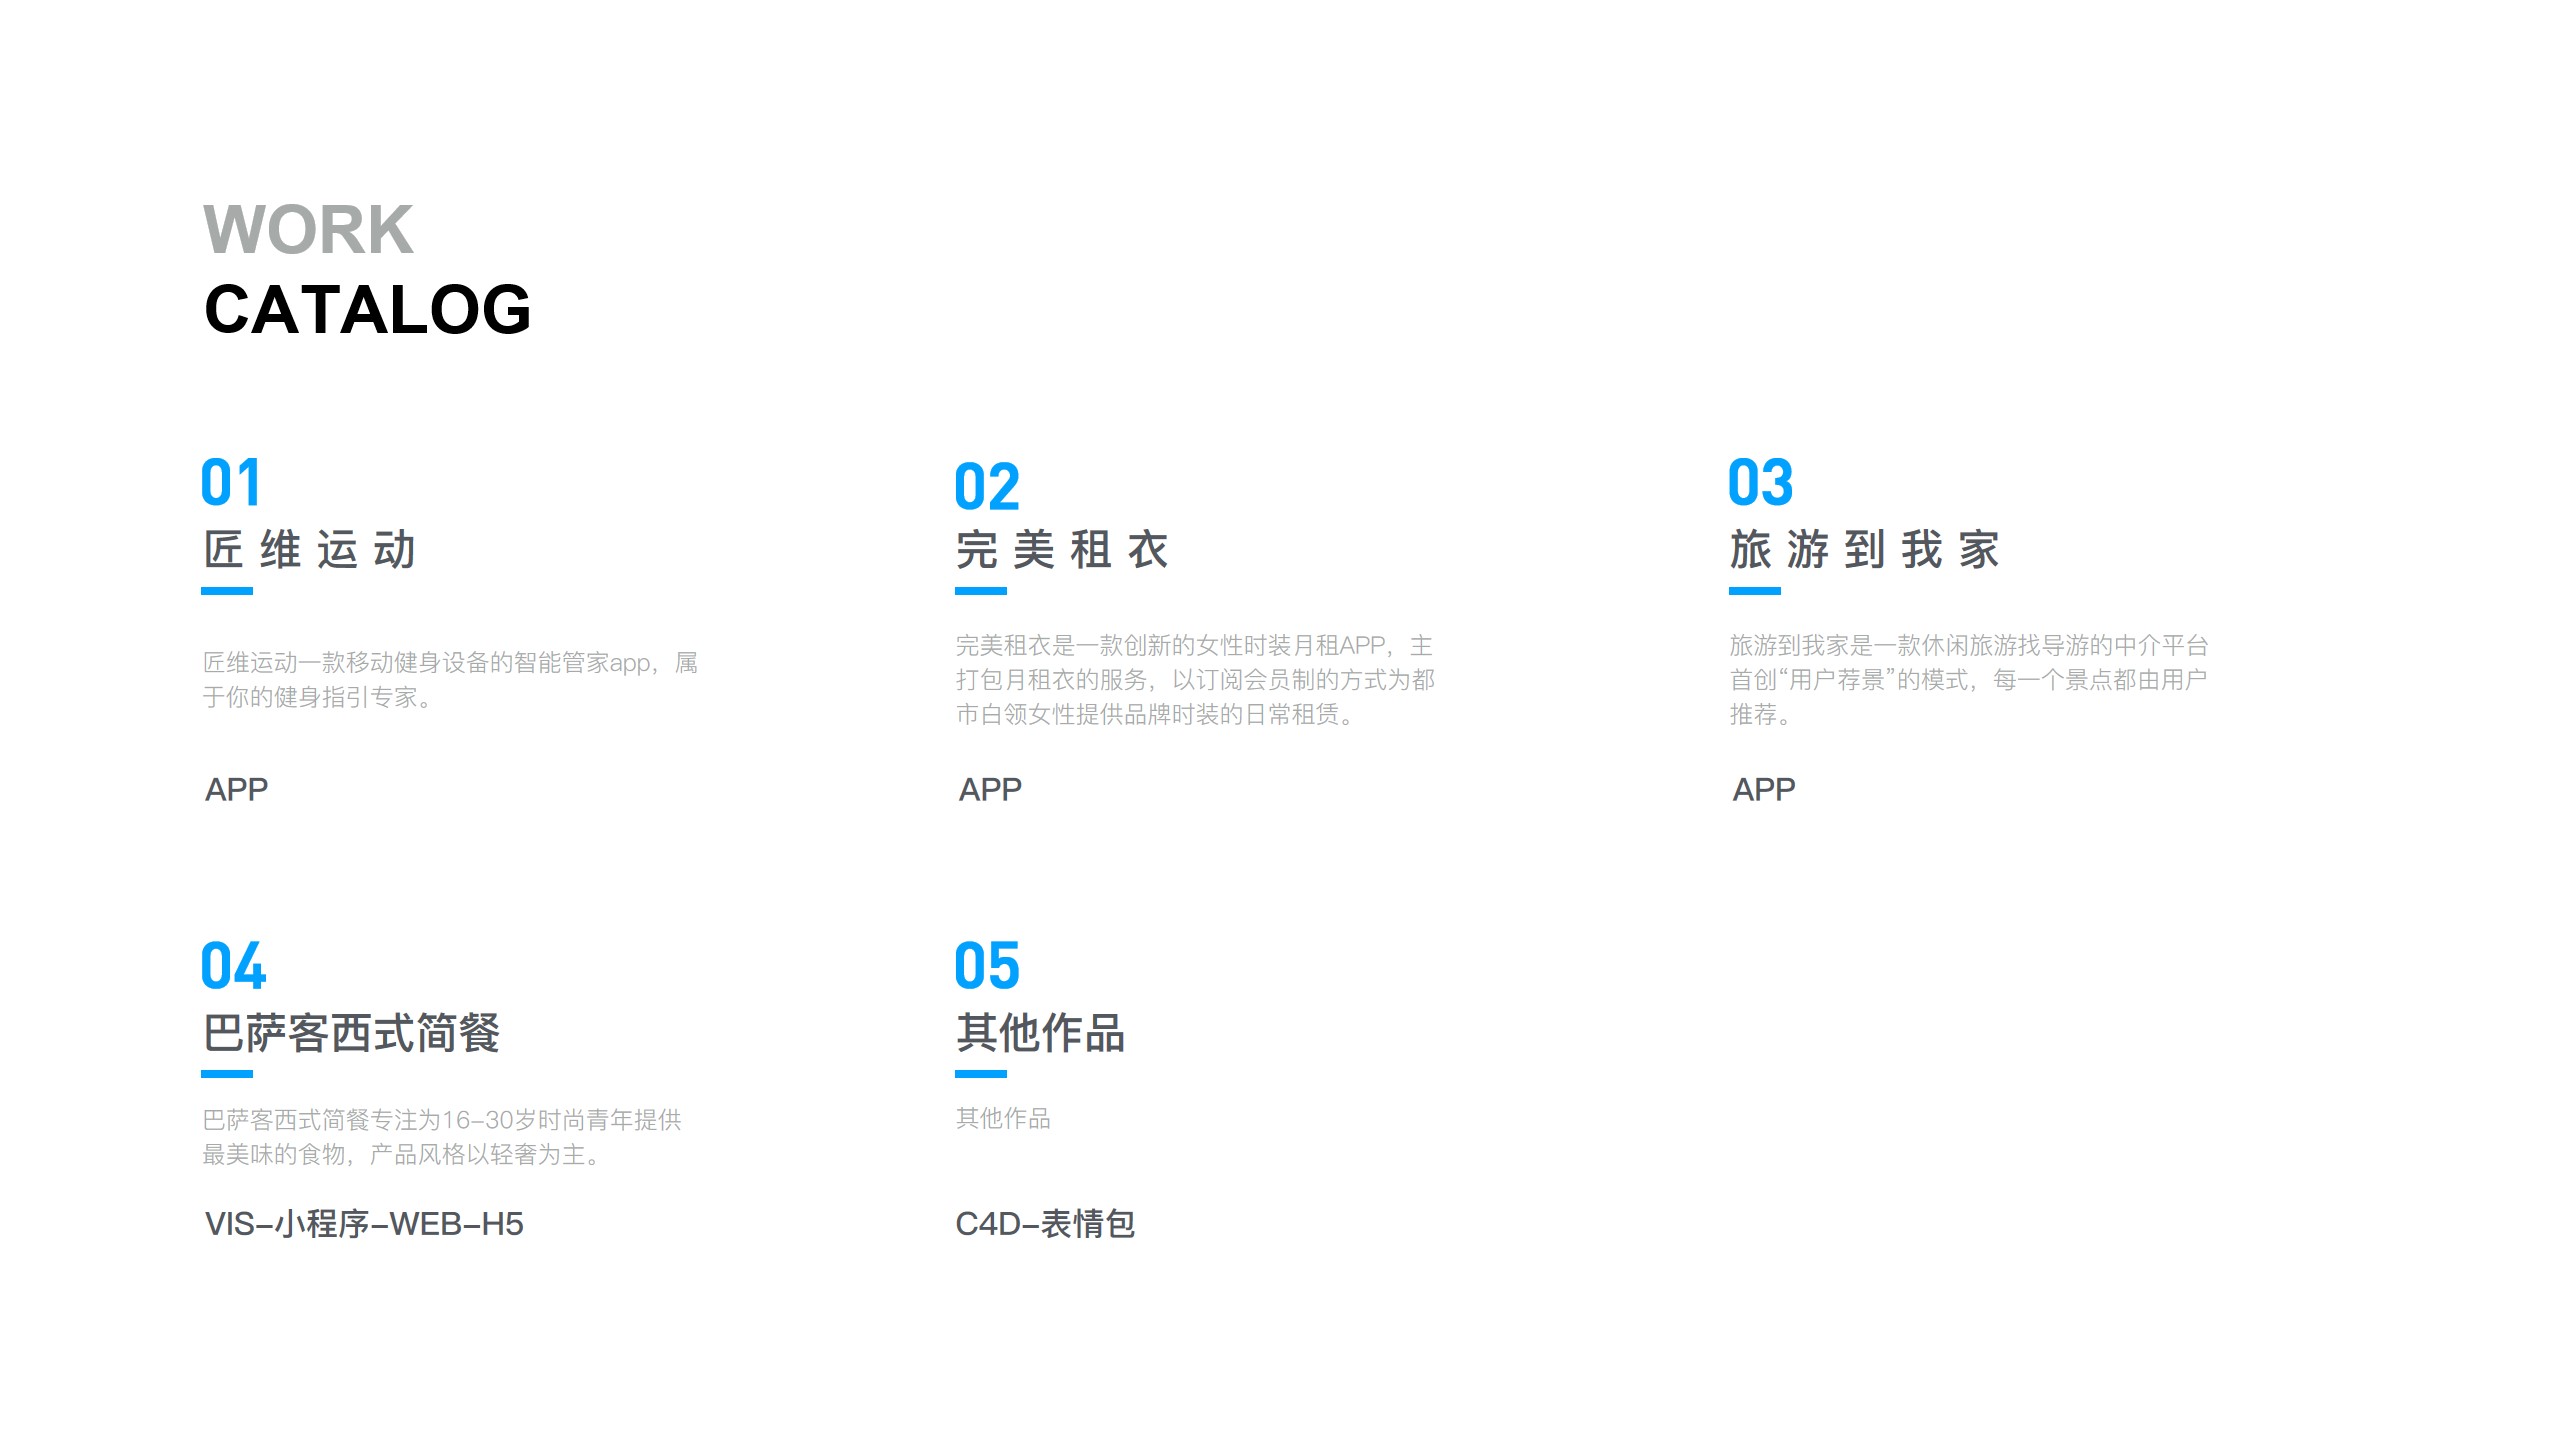 WORK
CATALOG
01
匠维运动
匠维运动一款移动健身设备的智能管家app，属
于你的健身指引专家。
APP
02
完美租衣
完美租衣是一款创新的女性时装月租APP，主
打包月租衣的服务，以订阅会员制的方式为都
市白领女性提供品牌时装的日常租赁。
APP
03
旅游到我家
旅游到我家是一款休闲旅游找导游的中介平台
首创“用户荐景”的模式，每一个景点都由用户
推荐。
APP
04
巴萨客西式简餐
巴萨客西式简餐专注为16–30岁时尚青年提供
最美味的食物，产品风格以轻奢为主。
VIS–小程序–WEB–H5
05
其他作品
其他作品
C4D–表情包